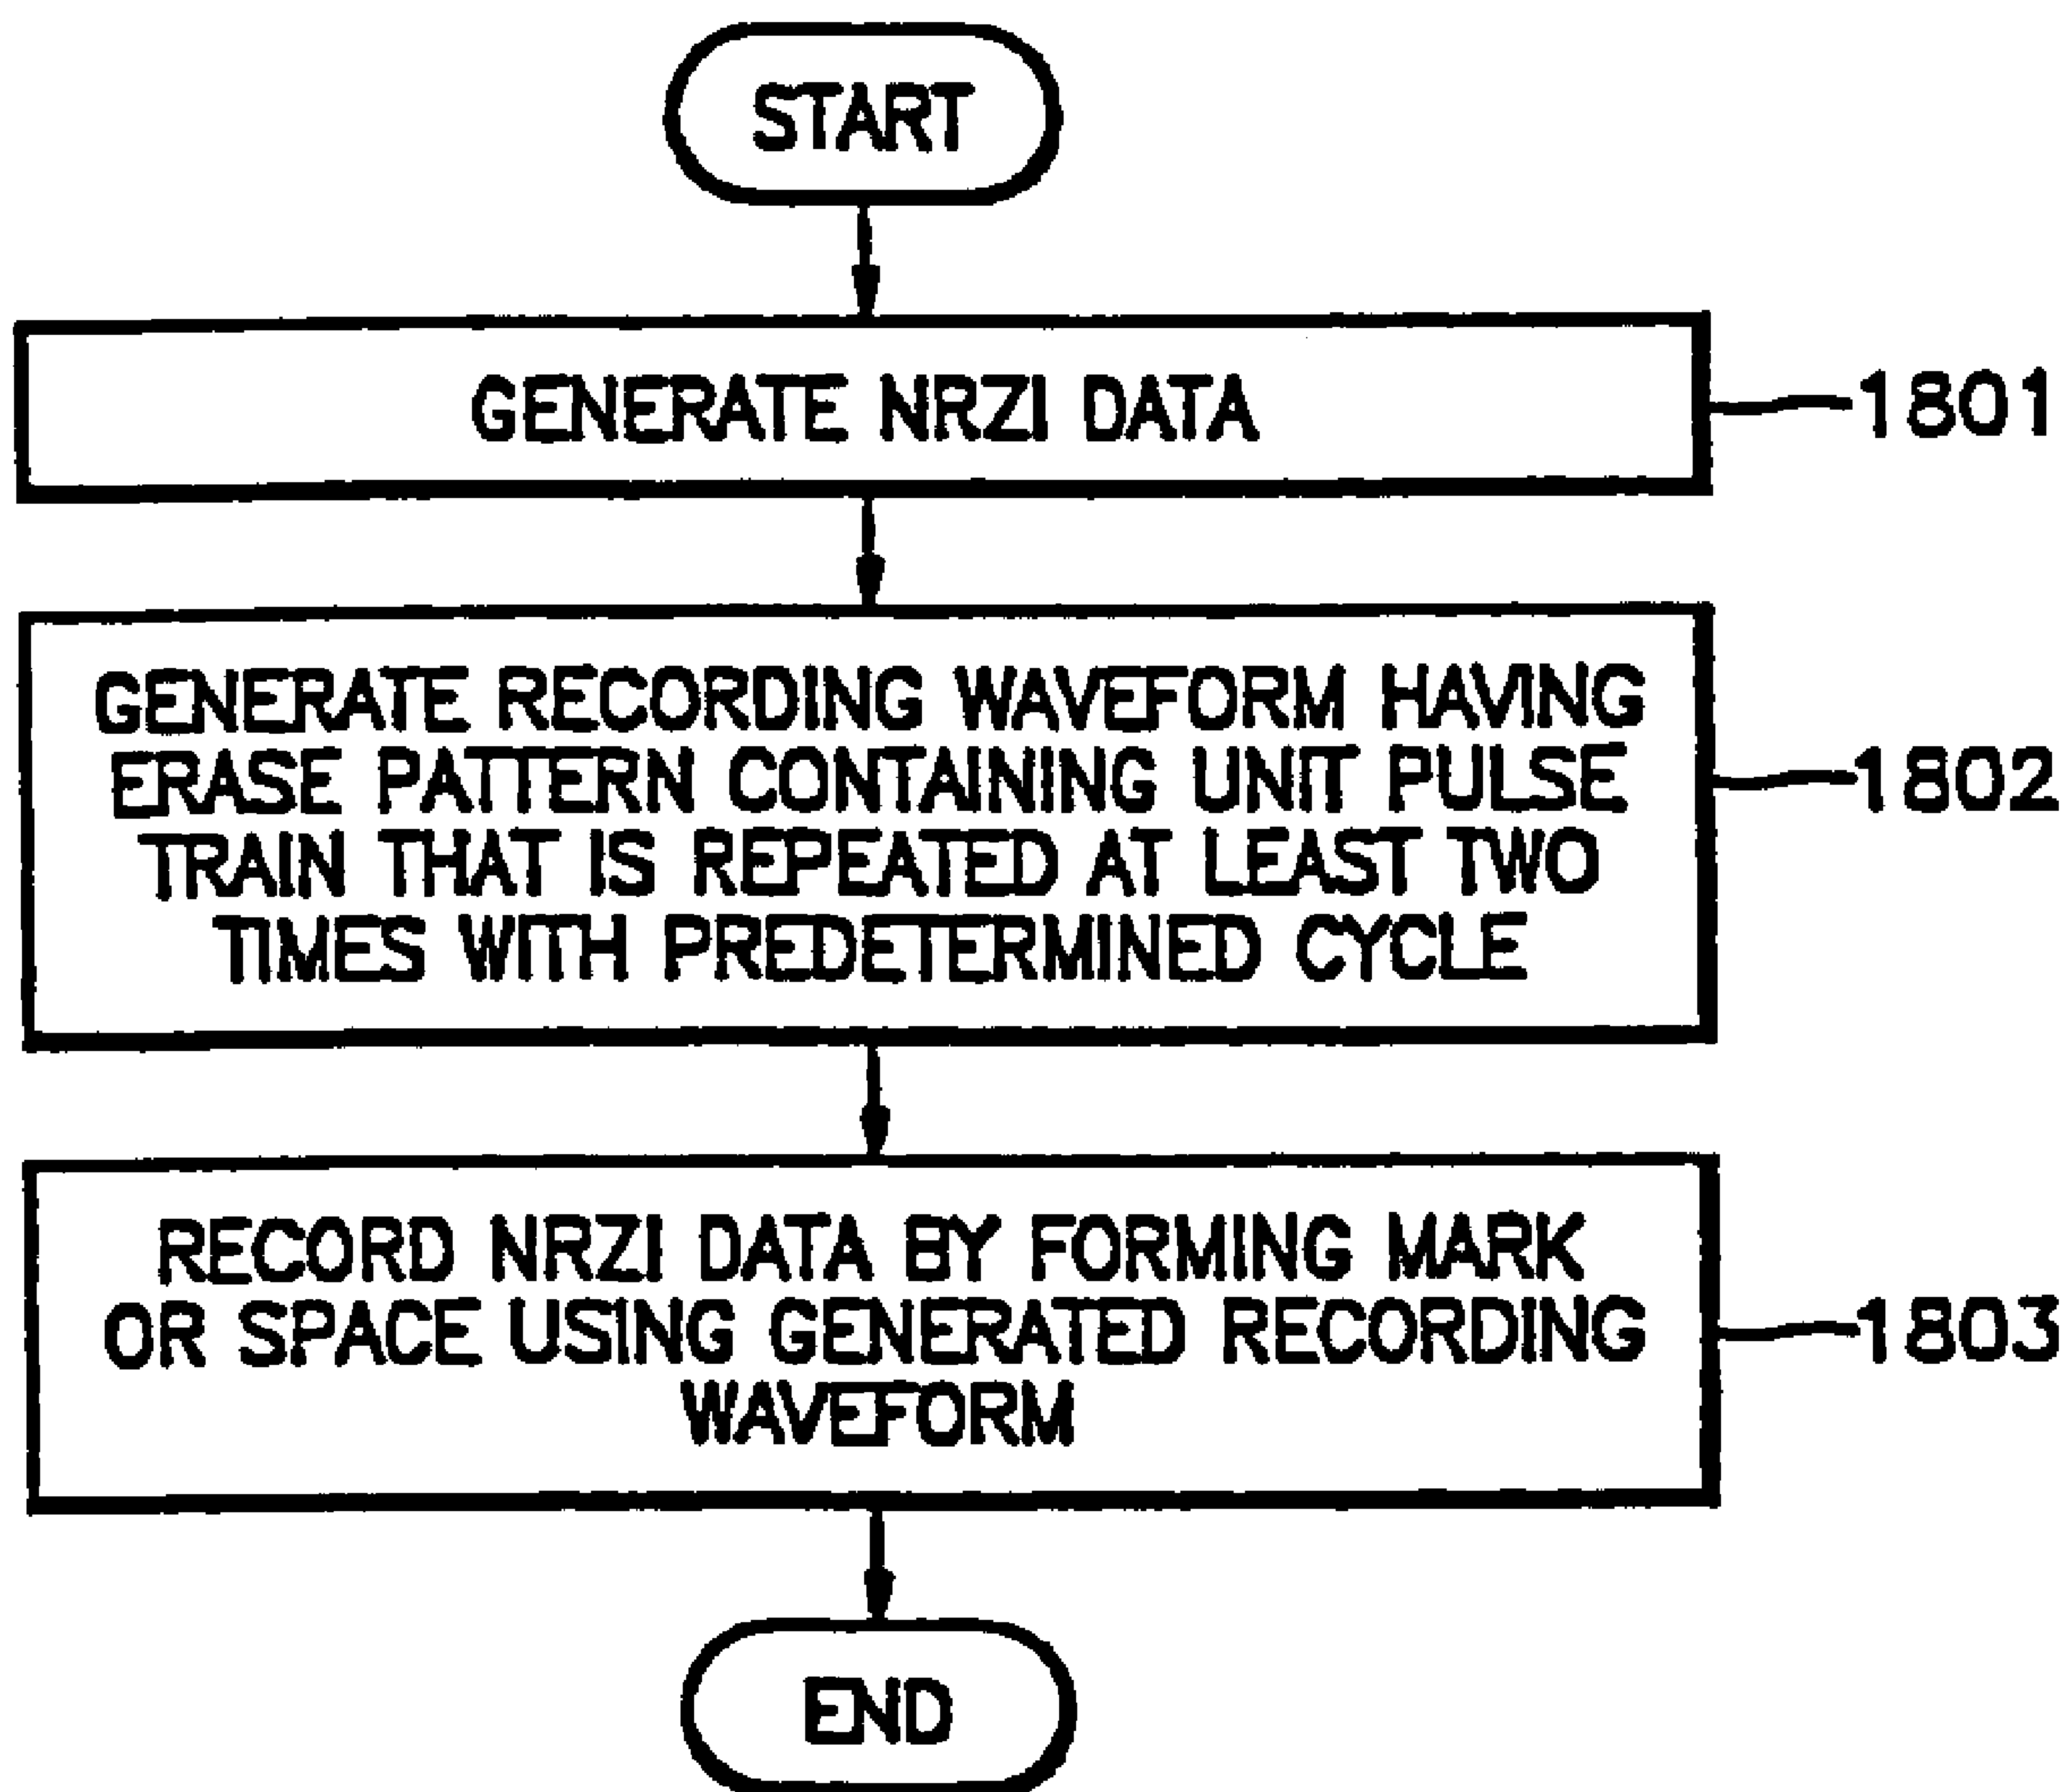 START
GENERATE NRZI DATA
1801
GENERATE RECORDING WAVEFORM HAVING
ERASE PATTERN CONTAINING UNIT PULSE
TRAIN THAT IS REPEATED AT LEAST TWO
TIMES WITH PREDETERMINED CYCLE
1802
RECORD NRZI DATA BY FORMING MARK
OR SPACE USING GENERATED RECORDING
WAVEFORM
1803
END